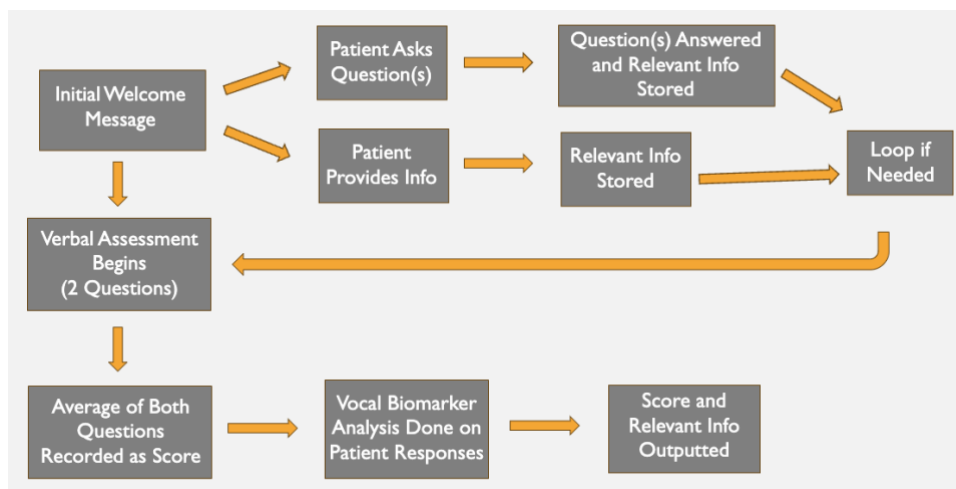 Initial Welcome
Message
Patient Asks
Question(s)
Question(s) Answered
and Relevant Info
Stored
Patient
Provides Info
Relevant Info
Stored
Loop if
Needed
Verbal Assessment
Begins
(2 Questions)
Average of Both
Questions
Recorded as Score
Vocal Biomarker
Analysis Done on
Patient Responses
Score and
Relevant Info
Outputted